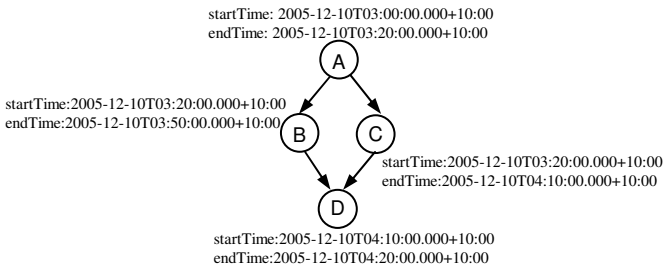 startTime: 2005-12-10T03:00:00.000+10:00
endTime: 2005-12-10T03:20:00.000+10:00
A
startTime:2005-12-10T03:20:00.000+10:00
endTime:2005-12-10T03:50:00.000+10:00
B
C
startTime:2005-12-10T03:20:00.000+10:00
endTime:2005-12-10T04:10:00.000+10:00
D
startTime:2005-12-10T04:10:00.000+10:00
endTime:2005-12-10T04:20:00.000+10:00